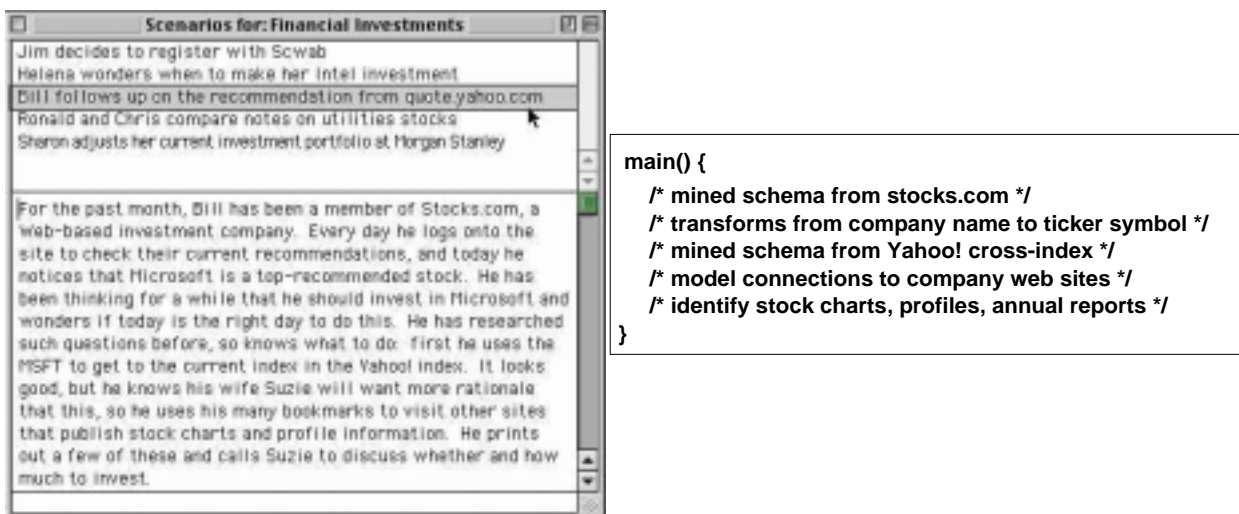 Scenarios for: Financial Investments
Jim decides to register with Scwab
Helena wonders when to make her Intel investment
Bill follows up on the recommendation from quote.yahoo.com
Ronald and Chris compare notes on utilities stocks
Sharon adjusts her current investment portfolio at Morgan Stanley
For the past month, Bill has been a member of Stocks.com, a
Web-based investment company. Every day he logs onto the
site to check their current recommendations, and today he
notices that Microsoft is a top-recommended stock. He has
been thinking for a while that he should invest in Microsoft and
wonders if today is the right day to do this. He has researched
such questions before, so knows what to do: first he uses the
MSFT to get to the current index in the Yahoo! index. It looks
good, but he knows his wife Suzie will want more rationale
that this, so he uses his many bookmarks to visit other sites
that publish stock charts and profile information. He prints
out a few of these and calls Suzie to discuss whether and how
much to invest.
main() {
/* mined schema from stocks.com */
/* transforms from company name to ticker symbol */
/* mined schema from Yahoo! cross-index */
/* model connections to company web sites */
/* identify stock charts, profiles, annual reports */
}